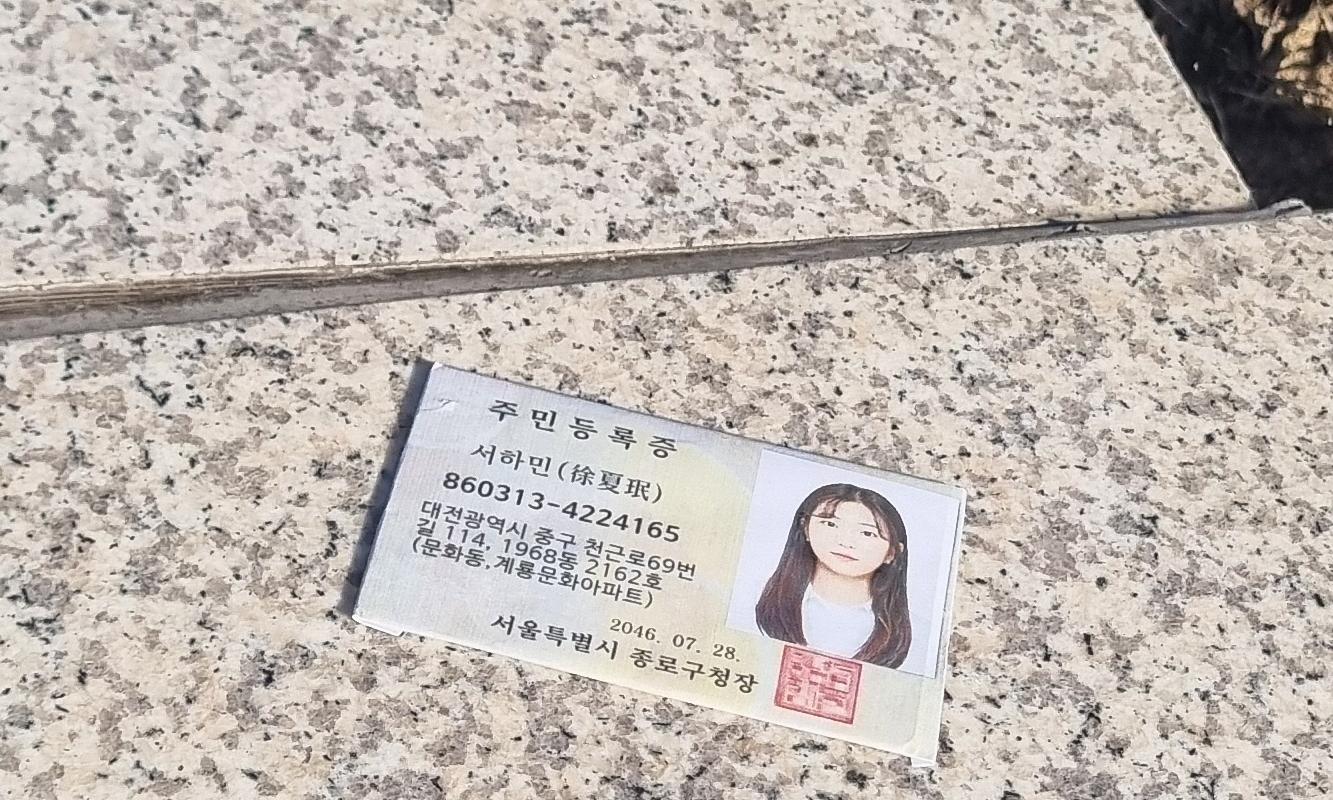 주민등록증
서하민(徐夏珉)
860313-4224165
대전광역시 중구 천근로69번
길 114, 1968동 2162호
(문화동,계룡문화아파트)
2046. 07. 28.
서울특별시 종로구청장